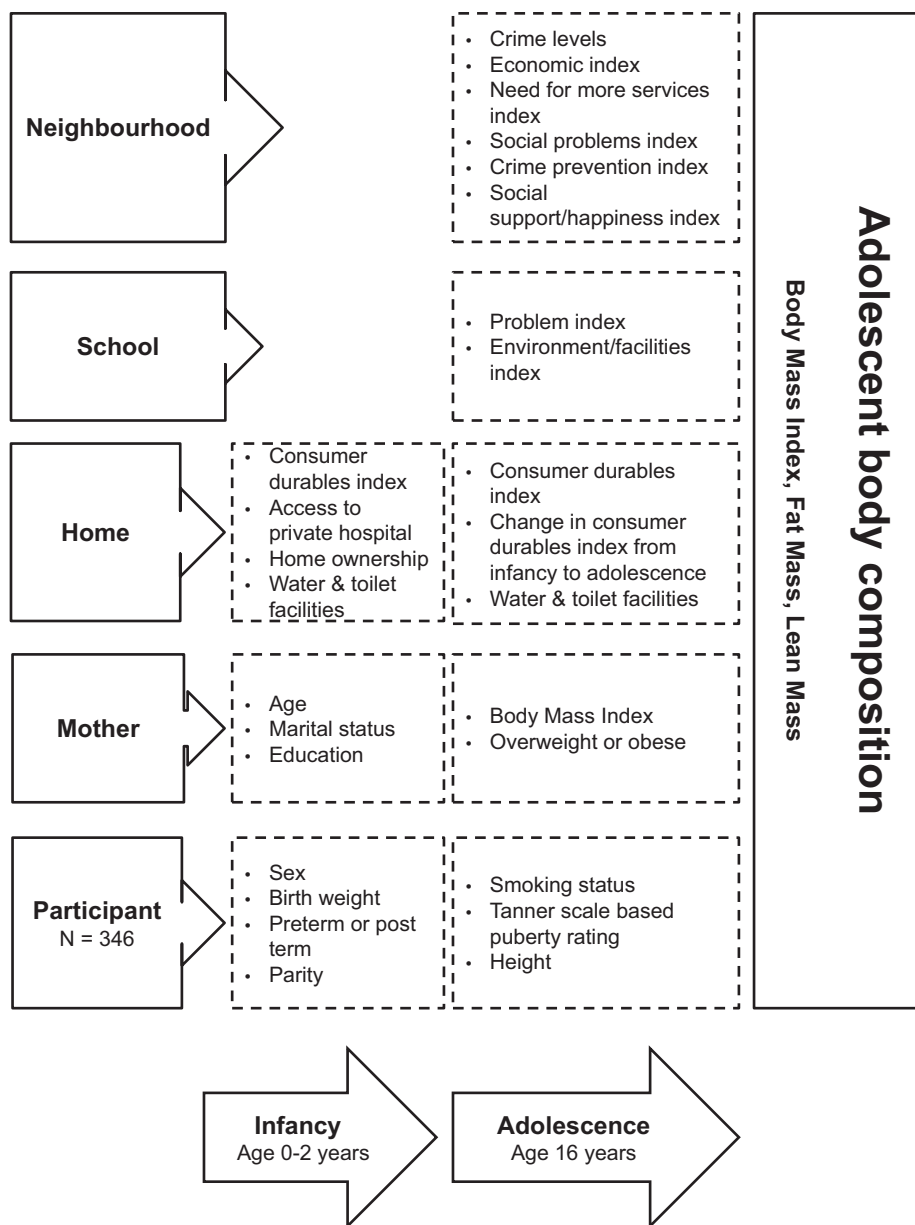 Neighbourhood
• Crime levels
• Economic index
• Need for more services
index
• Social problems index
• Crime prevention index
• Social
support/happiness index
School
• Problem index
• Environment/facilities
index
Home
• Consumer
durables index
• Access to
private hospital
• Home ownership
• Water & toilet
facilities
• Consumer durables
index
• Change in consumer
durables index from
infancy to adolescence
• Water & toilet facilities
Mother
• Age
• Marital status
• Education
• Body Mass Index
• Overweight or obese
Participant
N = 346
• Sex
• Birth weight
• Preterm or post
term
• Parity
• Smoking status
• Tanner scale based
puberty rating
• Height
Adolescent body composition
Body Mass Index, Fat Mass, Lean Mass
Infancy
Age 0-2 years
Adolescence
Age 16 years